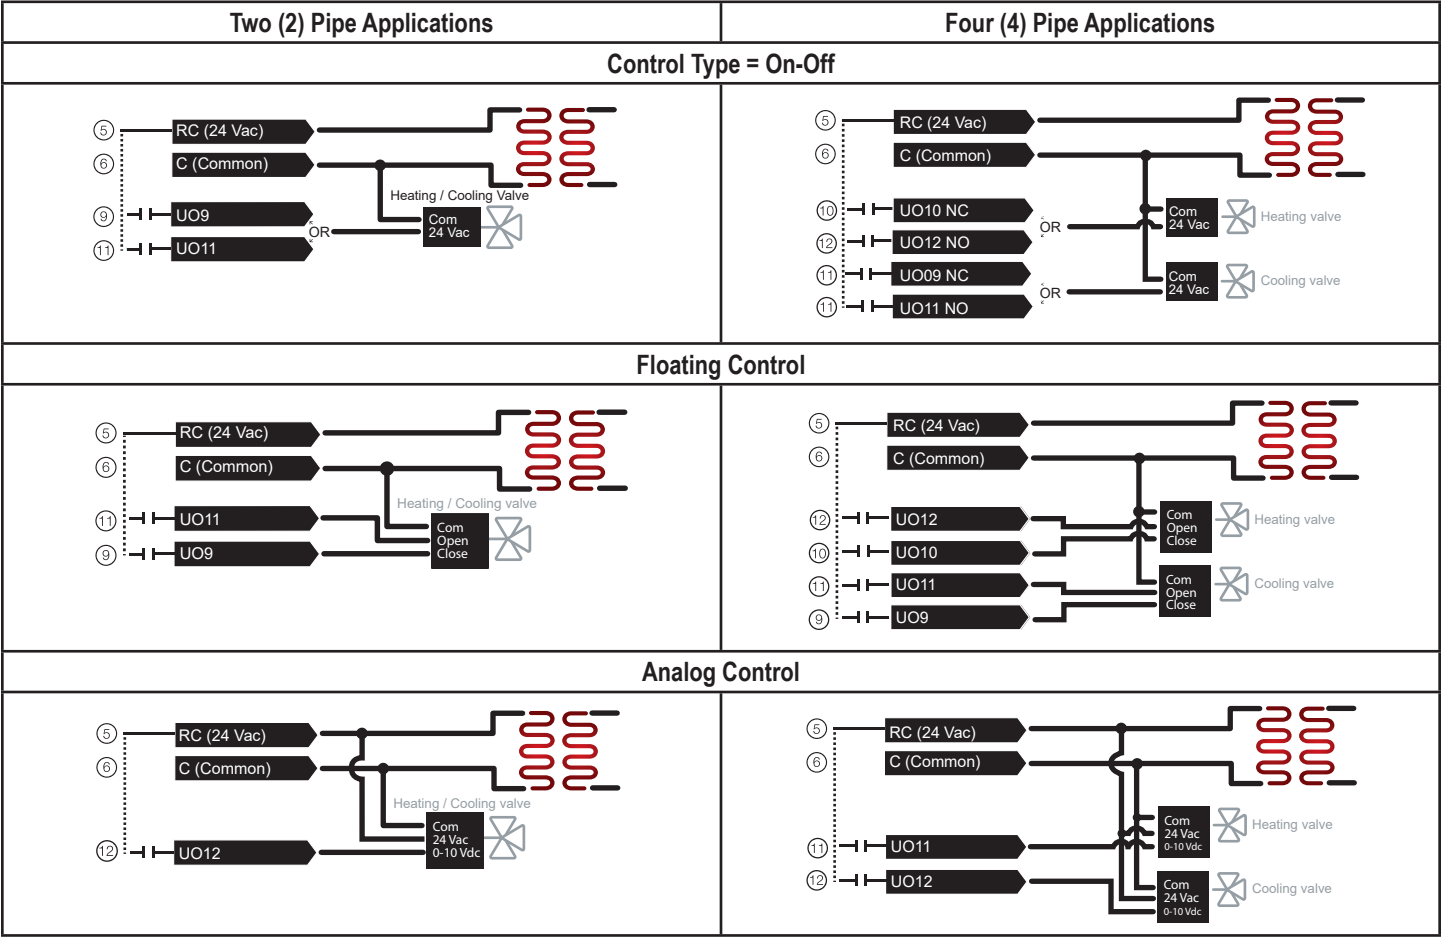 Two (2) Pipe Applications
Four (4) Pipe Applications
Control Type = On-Off
5 RC (24 Vac)
6 C (Common)
Heating / Cooling Valve
9 UO9
OR
11 UO11
Com
24 Vac
5 RC (24 Vac)
6 C (Common)
10 UO10 NC
OR
12 UO12 NO
11 UO09 NC
OR
11 UO11 NO
Com
24 Vac
Heating valve
Com
24 Vac
Cooling valve
Floating Control
5 RC (24 Vac)
6 C (Common)
Heating / Cooling valve
11 UO11
9 UO9
Com
Open
Close
5 RC (24 Vac)
6 C (Common)
12 UO12
10 UO10
11 UO11
9 UO9
Com
Open
Close
Heating valve
Com
Open
Close
Cooling valve
Analog Control
5 RC (24 Vac)
6 C (Common)
Heating / Cooling valve
12 UO12
Com
24 Vac
0-10 Vdc
5 RC (24 Vac)
6 C (Common)
11 UO11
12 UO12
Com
24 Vac
0-10 Vdc
Heating valve
Com
24 Vac
0-10 Vdc
Cooling valve